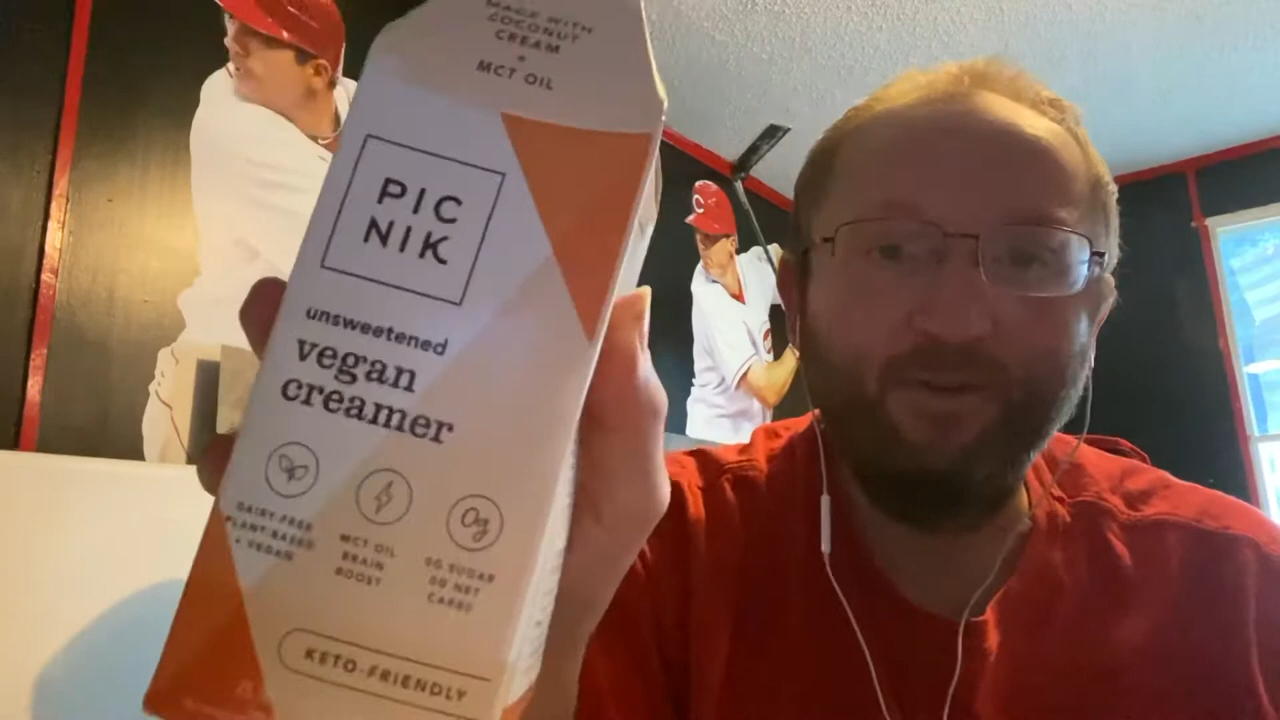 MADE WITH
COCONUT
CREAM
+
MCT OIL
PIC
NIK
unsweetened
vegan
creamer
0g
DAIRY-FREE
PLANT-BASED
+ VEGAN
MCT OIL
BRAIN
BOOST
0G SUGAR
0G NET
CARBS
KETO-FRIENDLY
C